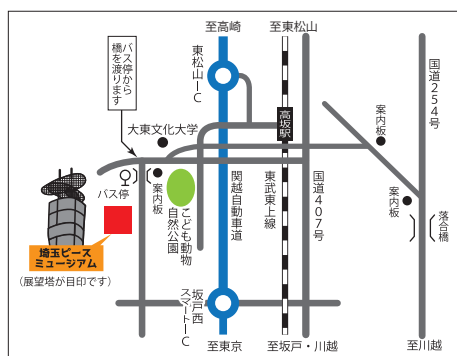 至高崎
至東松山
バス停から
橋を渡ります
東松山IC
国道254号
高坂駅
案内板
大東文化大学
バス停
案内板
こども動物
自然公園
関越自動車道
東武東上線
国道407号
案内板
落合橋
埼玉ピース
ミュージアム
(展望塔が目印です)
坂戸西
スマートIC
至東京
至坂戸・川越
至川越